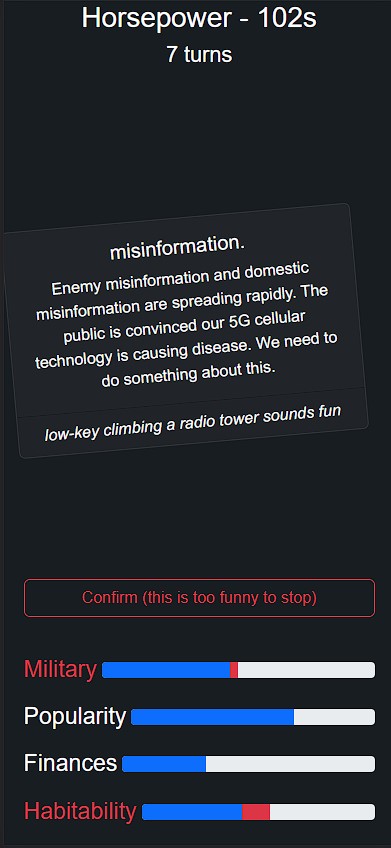 Horsepower - 102s
7 turns
misinformation.
Enemy misinformation and domestic
misinformation are spreading rapidly. The
public is convinced our 5G cellular
technology is causing disease. We need to
do something about this.
low-key climbing a radio tower sounds fun
Confirm (this is too funny to stop)
Military
Popularity
Finances
Habitability